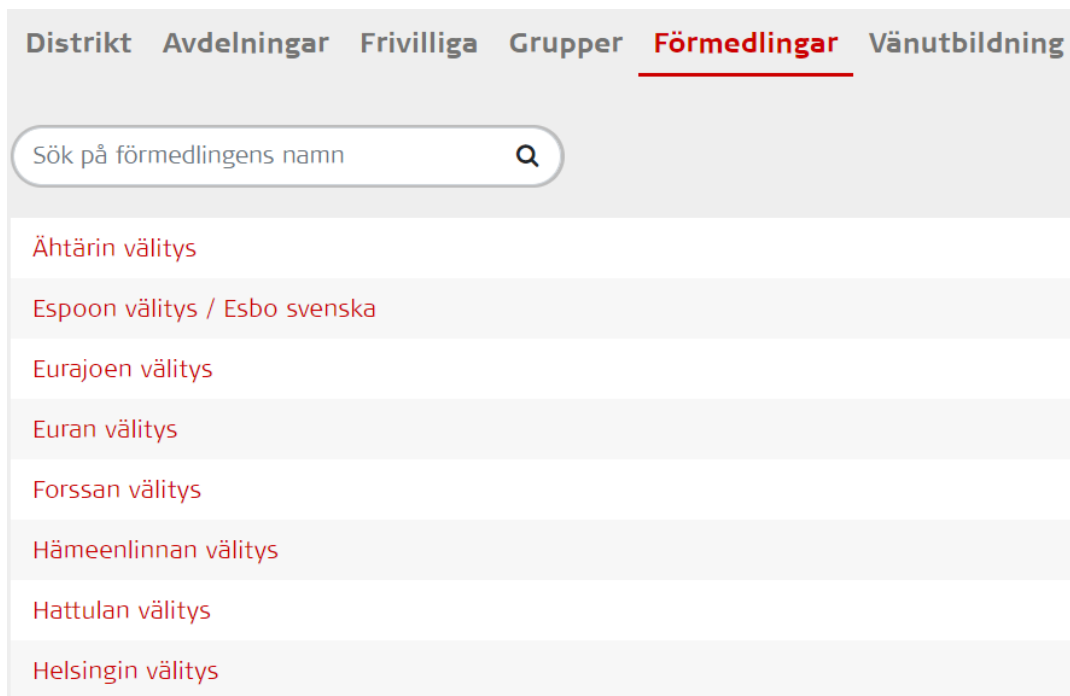 Distrikt Avdelningar Frivilliga Grupper Förmedlingar Vänutbildning
Sök på förmedlingens namn
Ähtärin välitys
Espoon välitys / Esbo svenska
Eurajoen välitys
Euran välitys
Forssan välitys
Hämeenlinnan välitys
Hattulan välitys
Helsingin välitys